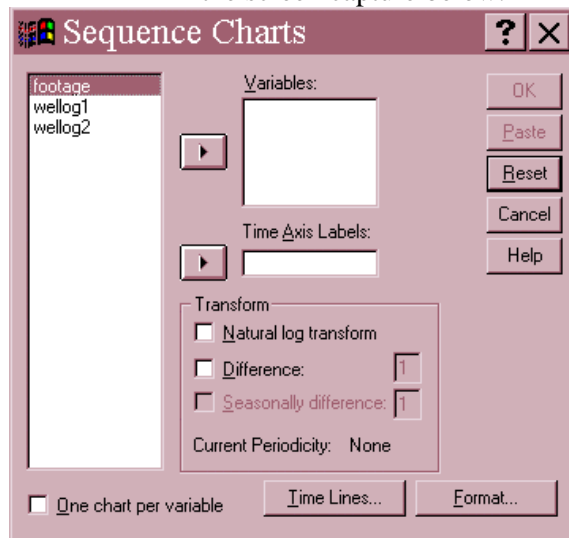 Sequence Charts
footage
wellog1
wellog2
Variables:
Time Axis Labels:
Transform
Natural log transform
Difference: 1
Seasonally difference: 1
Current Periodicity: None
One chart per variable
Time Lines...
Format...
OK
Paste
Reset
Cancel
Help